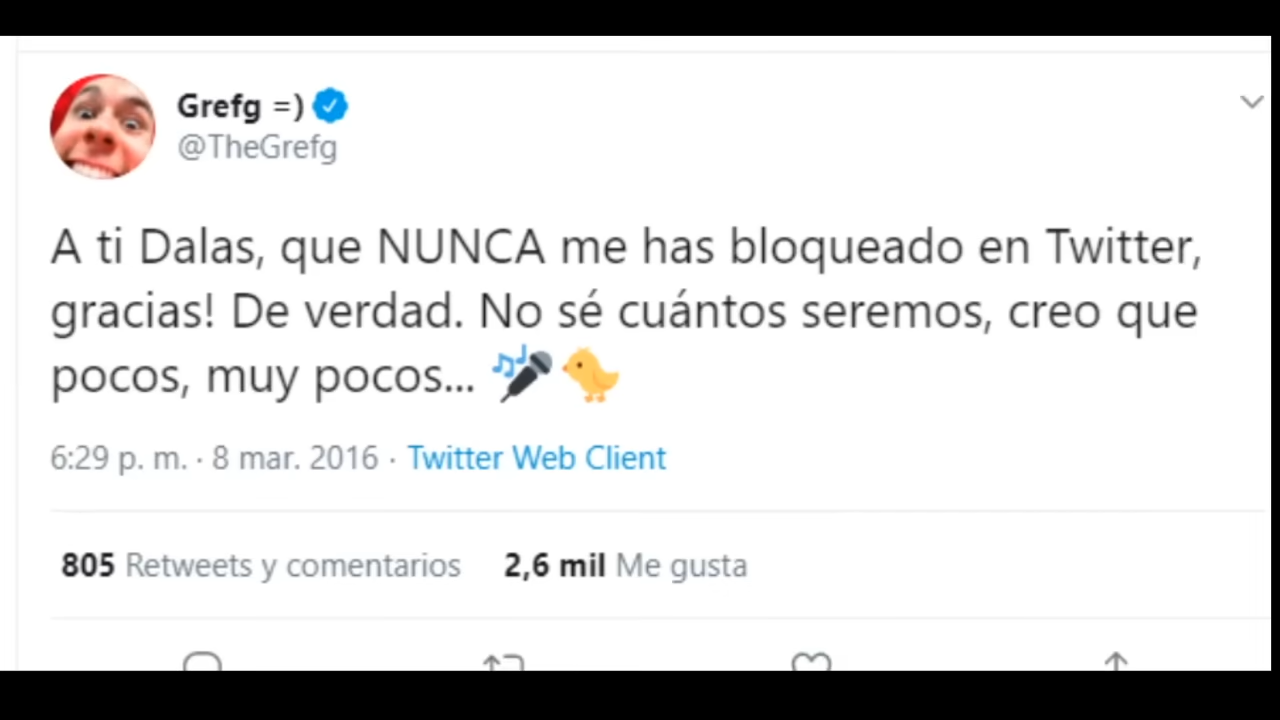 Grefg =)
@TheGrefg
A ti Dalas, que NUNCA me has bloqueado en Twitter,
gracias! De verdad. No sé cuántos seremos, creo que
pocos, muy pocos... 🎤🐤
6:29 p. m. · 8 mar. 2016 · Twitter Web Client
805 Retweets y comentarios 2,6 mil Me gusta